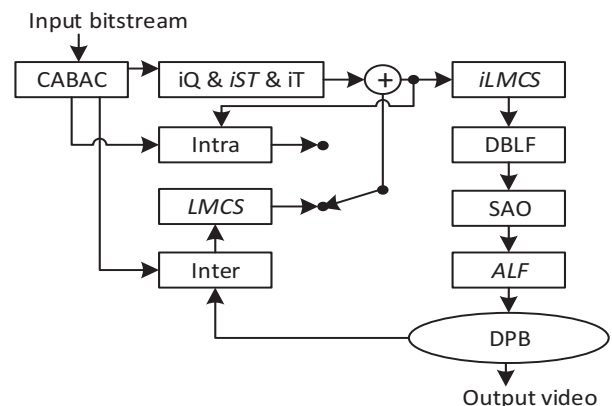 Input bitstream
CABAC
iQ & iST & iT
+
iLMCS
Intra
DBLF
LMCS
SAO
Inter
ALF
DPB
Output video